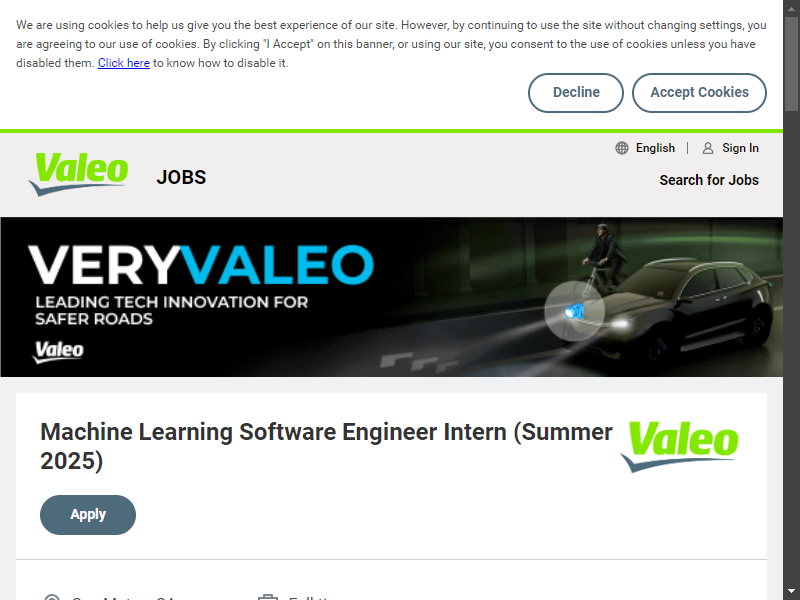 We are using cookies to help us give you the best experience of our site. However, by continuing to use the site without changing settings, you
are agreeing to our use of cookies. By clicking "I Accept" on this banner, or using our site, you consent to the use of cookies unless you have
disabled them. Click here to know how to disable it.
Decline
Accept Cookies
English | Sign In
Valeo
JOBS
Search for Jobs
VERYVALEO
LEADING TECH INNOVATION FOR
SAFER ROADS
Valeo
Machine Learning Software Engineer Intern (Summer
2025)
Valeo
Apply